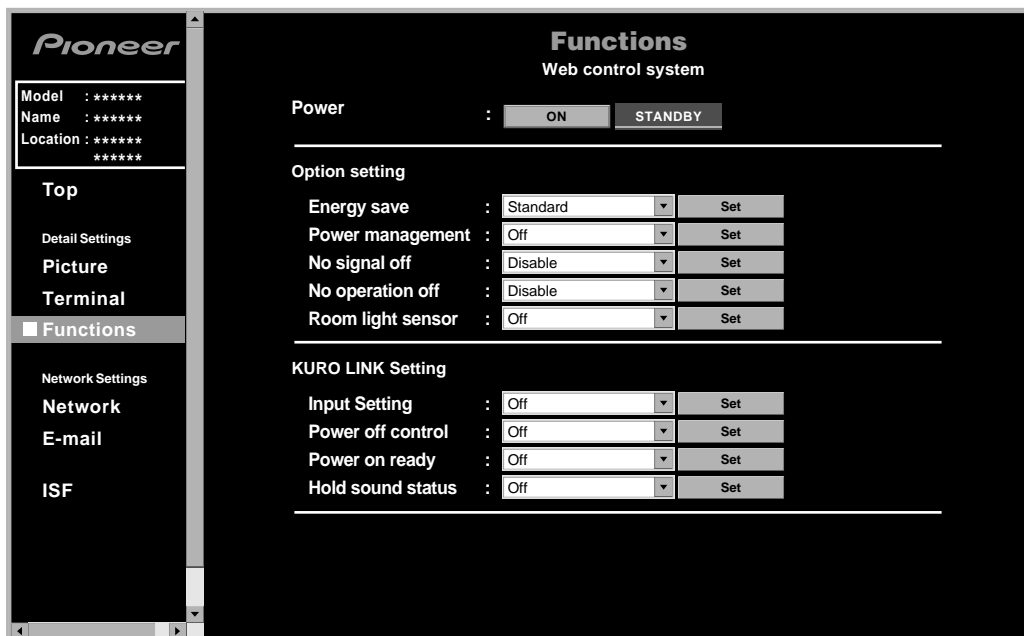 Pioneer
Model : ******
Name : ******
Location : ******
******
Top
Detail Settings
Picture
Terminal
Functions
Network Settings
Network
E-mail
ISF
Functions
Web control system
Power : ON STANDBY
Option setting
Energy save : Standard Set
Power management : Off Set
No signal off : Disable Set
No operation off : Disable Set
Room light sensor : Off Set
KURO LINK Setting
Input Setting : Off Set
Power off control : Off Set
Power on ready : Off Set
Hold sound status : Off Set